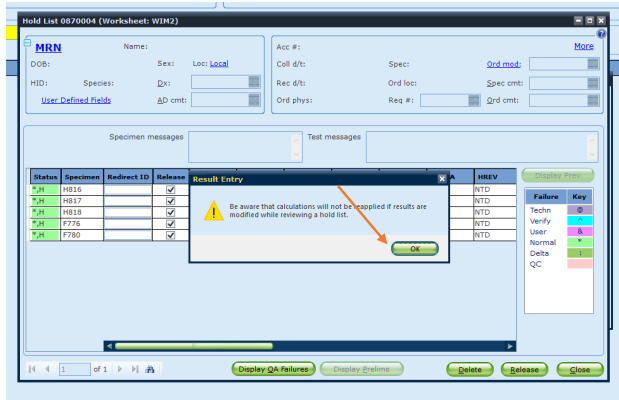 Hold List 0870004 (Worksheet: WIM2)
MRN Name: Acc #: More
DOB: Sex: Loc: Local Coll d/t: Spec: Ord mod:
HID: Species: Dx: Rec d/t: Ord loc: Spec cmt:
User Defined Fields AD cmt: Ord phys: Req #: Ord cmt:
Specimen messages Test messages
Status Specimen Redirect ID Release A HREV Display Prev
*,H H816 NTD
*,H H817 NTD
*,H H818 NTD
*,H F776 NTD
*,H F780 NTD
Result Entry
Be aware that calculations will not be reapplied if results are
modified while reviewing a hold list.
OK
Failure Key
Techn @
Verify ^
User &
Normal *
Delta :
QC
1 of 1 Display QA Failures Display Prelims Delete Release Close